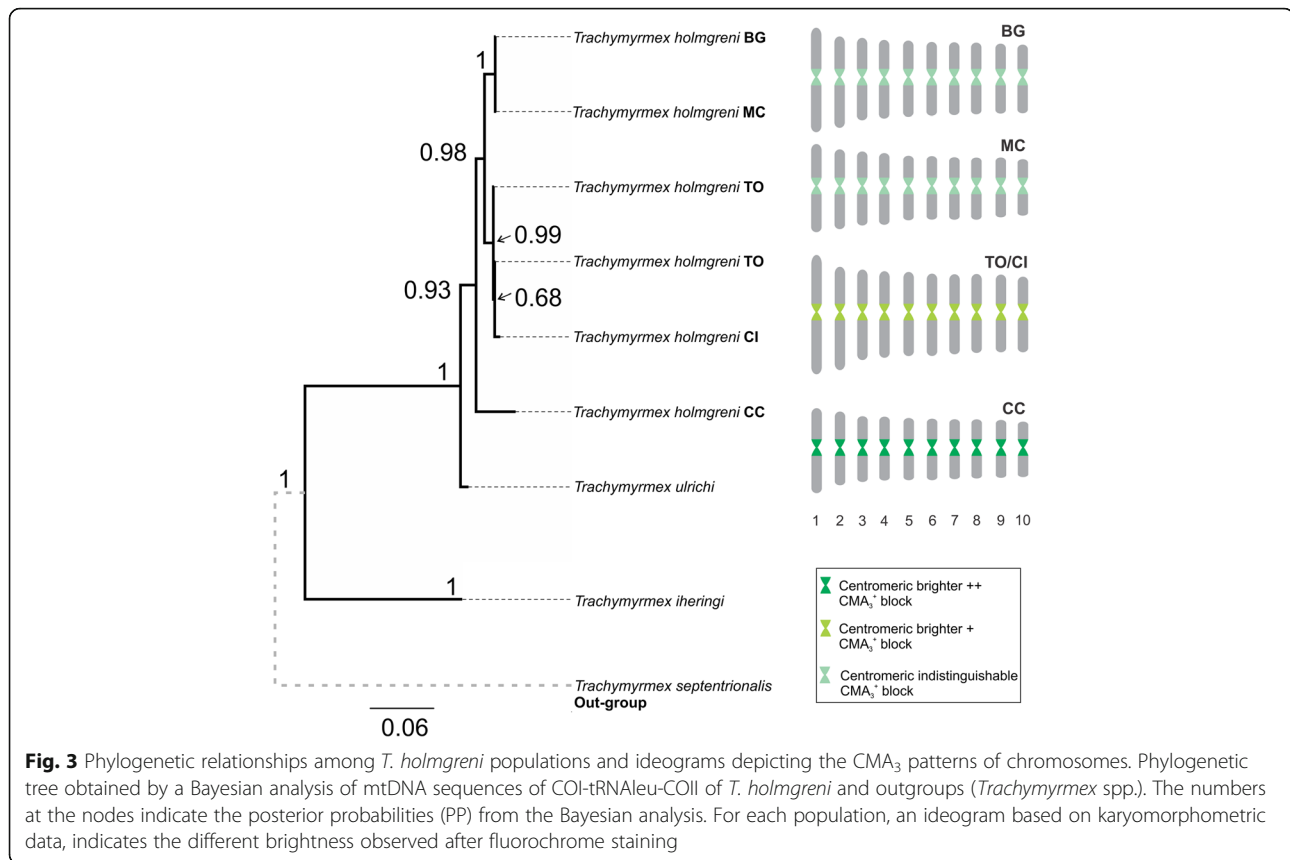 Trachymyrmex holmgreni BG
BG
1
Trachymyrmex holmgreni MC
MC
0.98
Trachymyrmex holmgreni TO
0.99
Trachymyrmex holmgreni TO
TO/CI
0.93
0.68
Trachymyrmex holmgreni CI
1
Trachymyrmex holmgreni CC
CC
1
Trachymyrmex ulrichi
1 2 3 4 5 6 7 8 9 10
1
Trachymyrmex iheringi
Centromeric brighter ++
CMA₃⁺ block
Centromeric brighter +
CMA₃⁺ block
Centromeric indistinguishable
CMA₃⁺ block
Trachymyrmex septentrionalis
Out-group
0.06
Fig. 3 Phylogenetic relationships among T. holmgreni populations and ideograms depicting the CMA₃ patterns of chromosomes. Phylogenetic
tree obtained by a Bayesian analysis of mtDNA sequences of COI-tRNAleu-COII of T. holmgreni and outgroups (Trachymyrmex spp.). The numbers
at the nodes indicate the posterior probabilities (PP) from the Bayesian analysis. For each population, an ideogram based on karyomorphometric
data, indicates the different brightness observed after fluorochrome staining